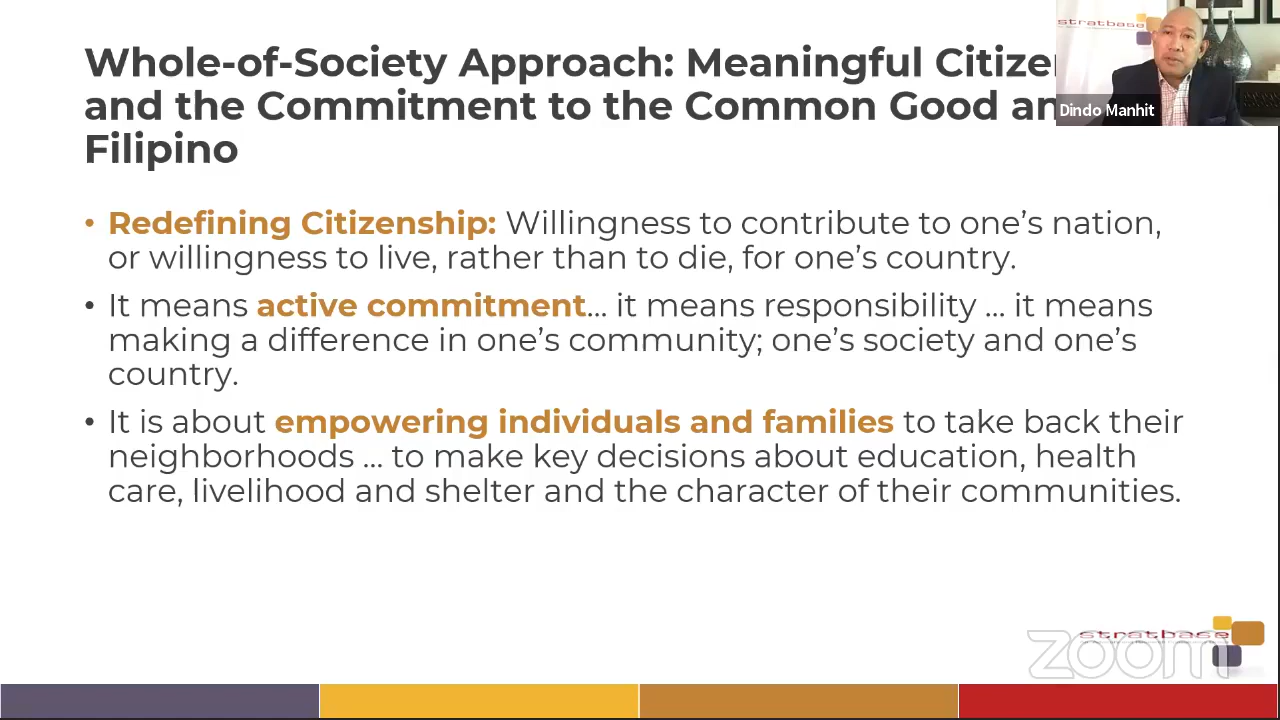 Whole-of-Society Approach: Meaningful
and the Commitment to the Common Good
Filipino
• Redefining Citizenship: Willingness to contribute to one’s nation,
or willingness to live, rather than to die, for one’s country.
• It means active commitment… it means responsibility … it means
making a difference in one’s community; one’s society and one’s
country.
• It is about empowering individuals and families to take back their
neighborhoods … to make key decisions about education, health
care, livelihood and shelter and the character of their communities.
stratbase
Dindo Manhit
stratbase
zoom